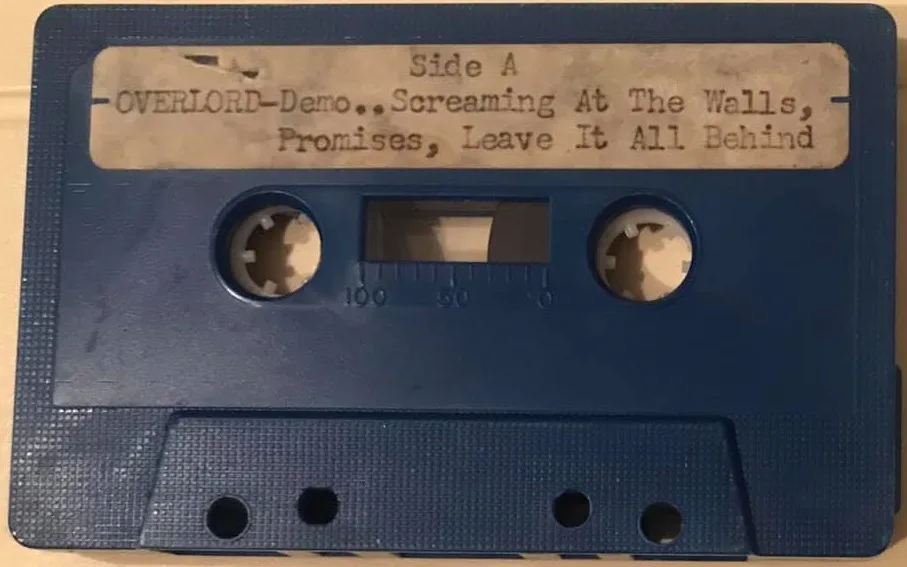 Side A
OVERLORD-Demo..Screaming At The Walls,
Promises, Leave It All Behind
100 50 0